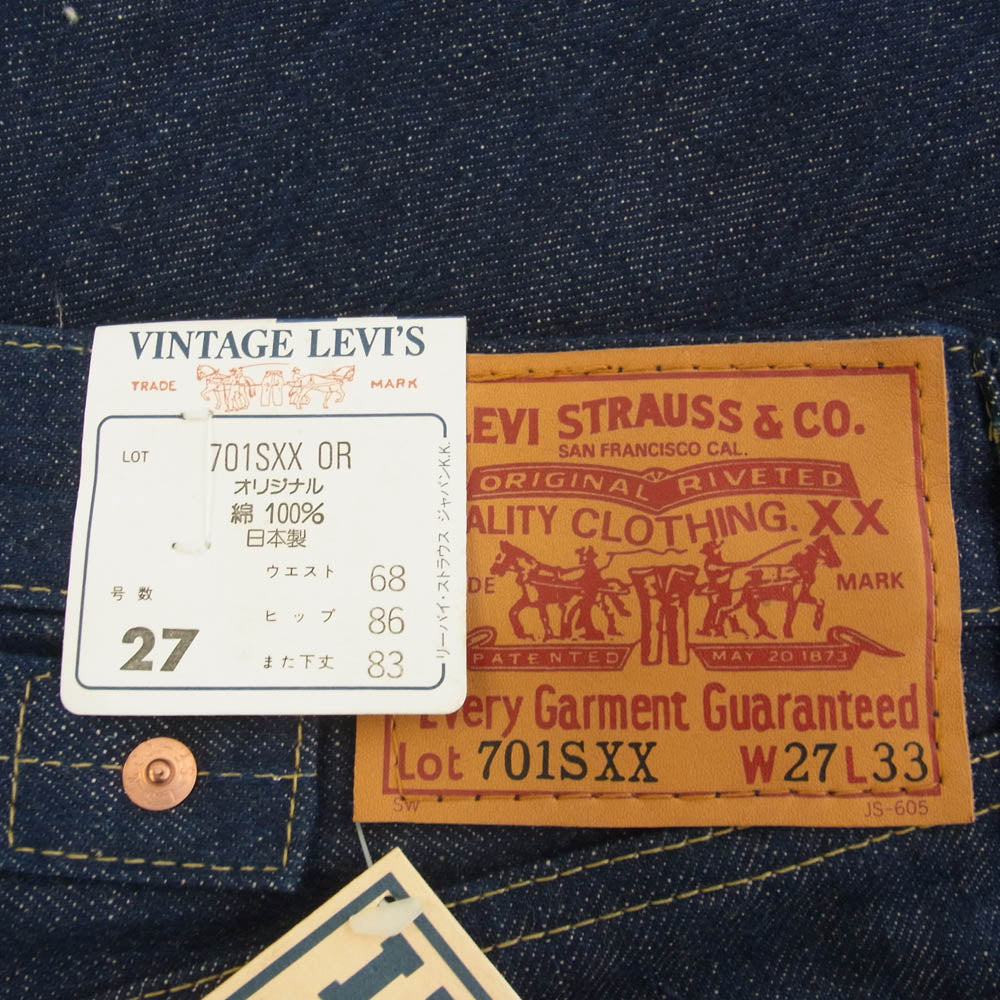 VINTAGE LEVI'S
TRADE MARK
LOT 701SXX OR
オリジナル
綿 100%
日本製
号数 27
ウエスト 68
ヒップ 86
また下丈 83
リーバイ・ストラウス ジャパンK.K.
LEVI STRAUSS & CO.
SAN FRANCISCO CAL.
ORIGINAL RIVETED
ALITY CLOTHING. XX
DE MARK
PATENTED MAY 20 1873
Every Garment Guaranteed
Lot 701SXX W27 L33
SW JS-605